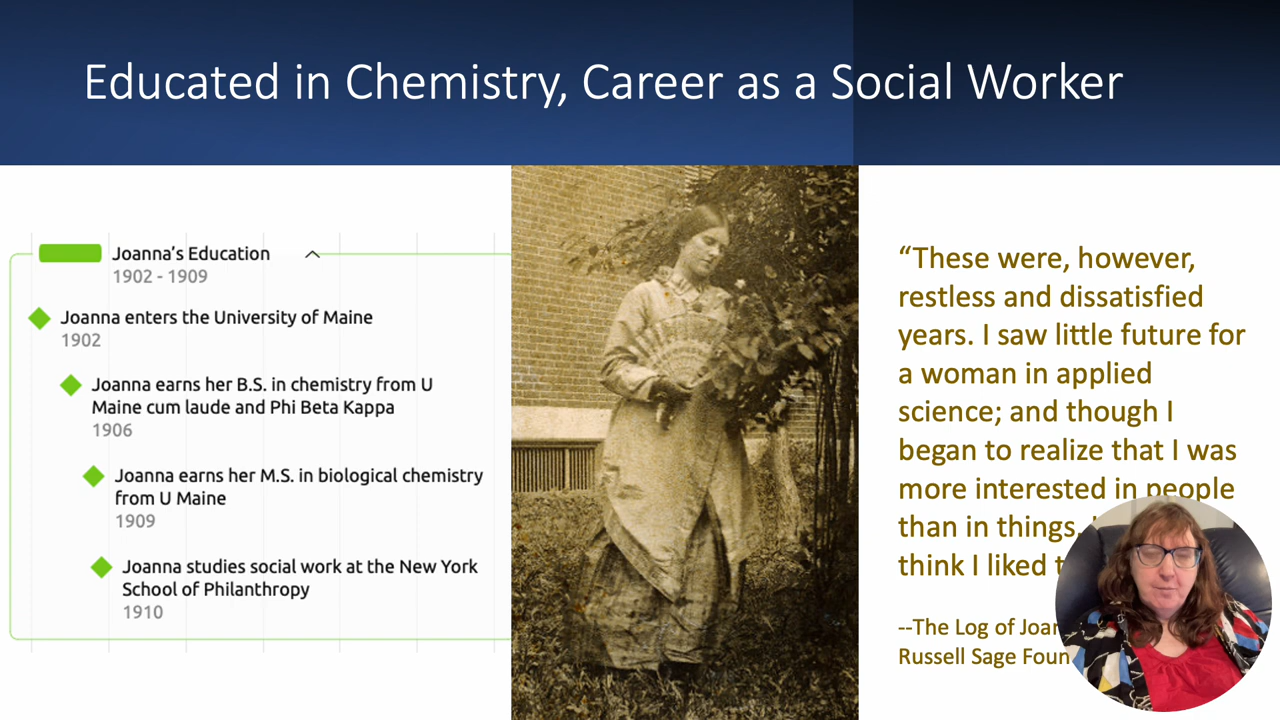 Educated in Chemistry, Career as a Social Worker
Joanna’s Education
1902 - 1909
Joanna enters the University of Maine
1902
Joanna earns her B.S. in chemistry from U
Maine cum laude and Phi Beta Kappa
1906
Joanna earns her M.S. in biological chemistry
from U Maine
1909
Joanna studies social work at the New York
School of Philanthropy
1910
“These were, however,
restless and dissatisfied
years. I saw little future for
a woman in applied
science; and though I
began to realize that I was
more interested in people
than in things.
think I liked
--The Log of
Russell Sage